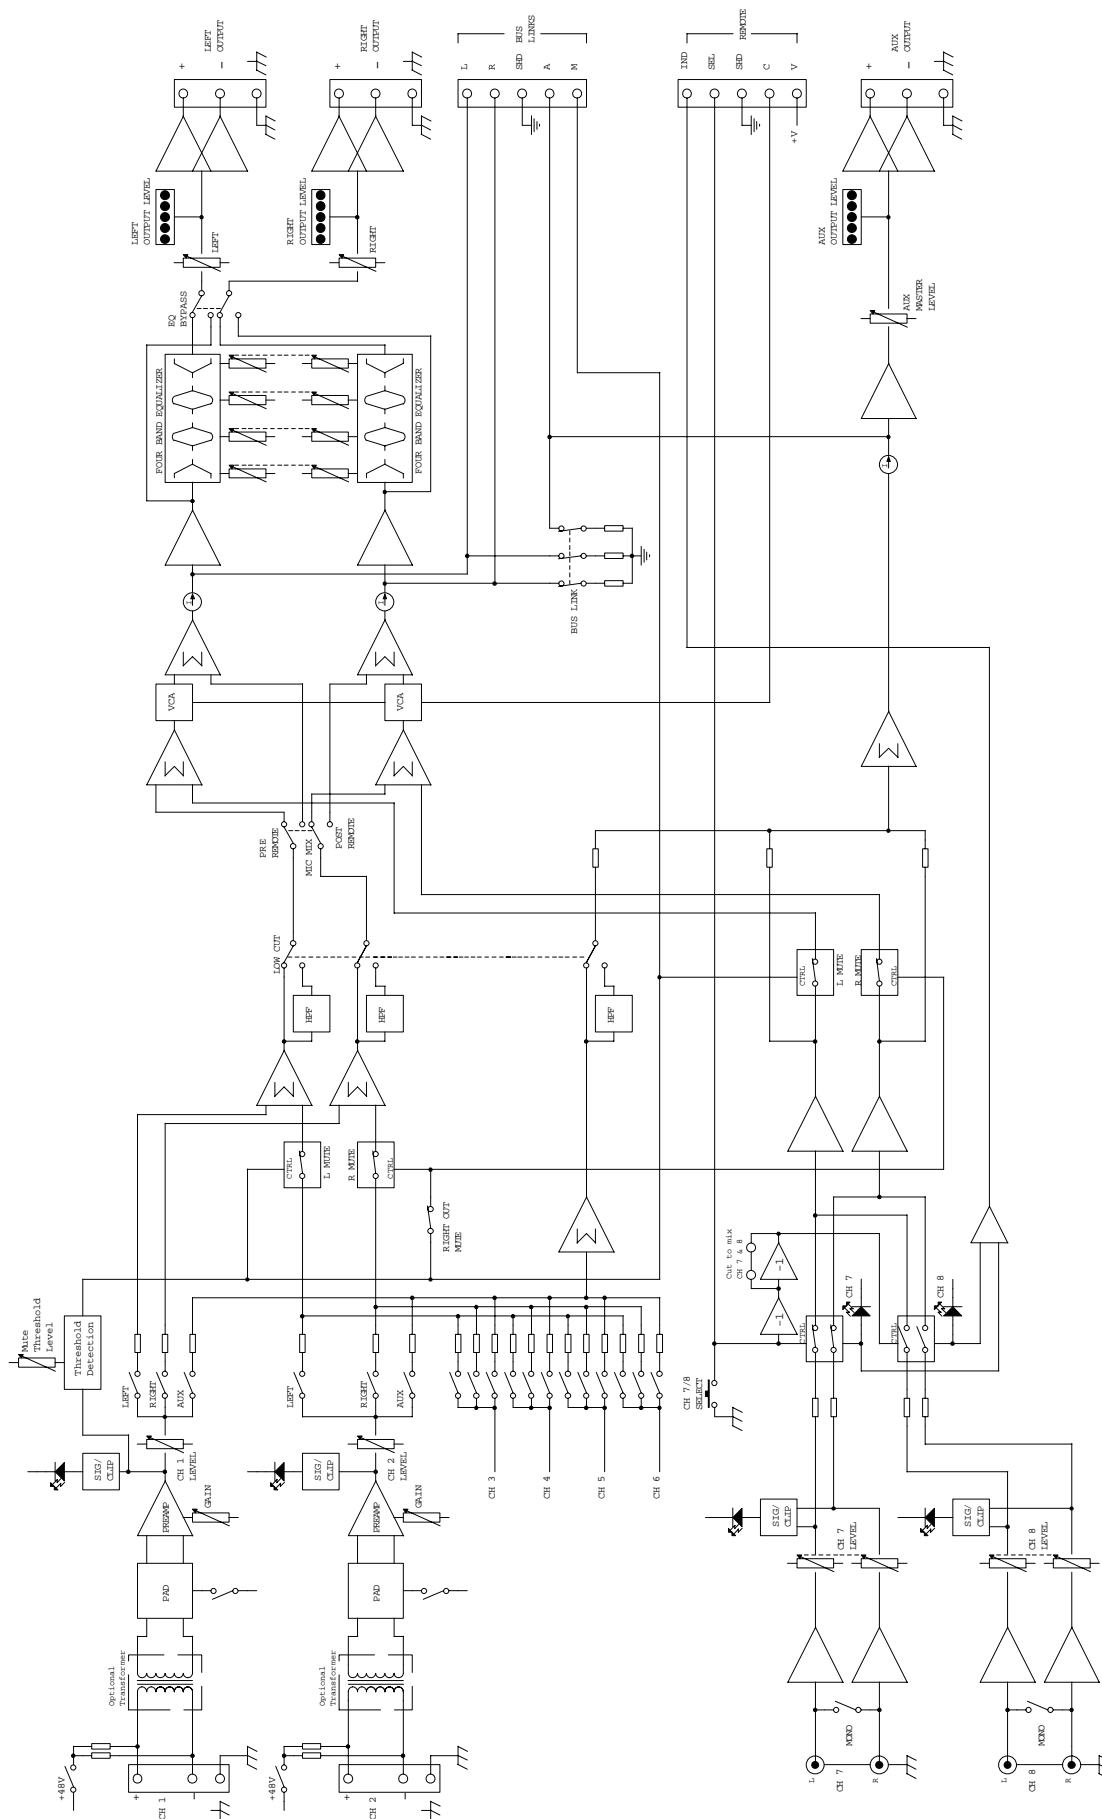 LEFT
OUTPUT
+
−
RIGHT
OUTPUT
+
−
BUS
LINKS
L
R
SHD
A
M
REMOTE
IND
SEL
SHD
C
V
+V
AUX
OUTPUT
+
−
LEFT
OUTPUT LEVEL
LEFT
RIGHT
OUTPUT LEVEL
RIGHT
AUX
OUTPUT LEVEL
AUX
MASTER
LEVEL
EQ
BYPASS
FOUR BAND EQUALIZER
FOUR BAND EQUALIZER
I
I
I
BUS LINK
Σ
Σ
VCA
VCA
Σ
Σ
Σ
PRE
REMOTE
MIC MIX
POST
REMOTE
LOW CUT
HPF
HPF
HPF
CTRL
L MUTE
R MUTE
CTRL
Σ
Σ
CTRL
L MUTE
R MUTE
CTRL
RIGHT OUT
MUTE
Σ
Cut to mix
CH 7 & 8
-1
-1
CH 7
CH 8
CTRL
CTRL
Mute
Threshold
Level
Threshold
Detection
LEFT
RIGHT
AUX
LEFT
RIGHT
AUX
CH 7/8
SELECT
SIG/
CLIP
CH 1
LEVEL
SIG/
CLIP
CH 2
LEVEL
CH 3
CH 4
CH 5
CH 6
PREAMP
GAIN
PREAMP
GAIN
SIG/
CLIP
CH 7
LEVEL
SIG/
CLIP
CH 8
LEVEL
PAD
PAD
Optional
Transformer
Optional
Transformer
MONO
MONO
+48V
+
−
CH 1
+48V
+
−
CH 2
L
CH 7
R
L
CH 8
R